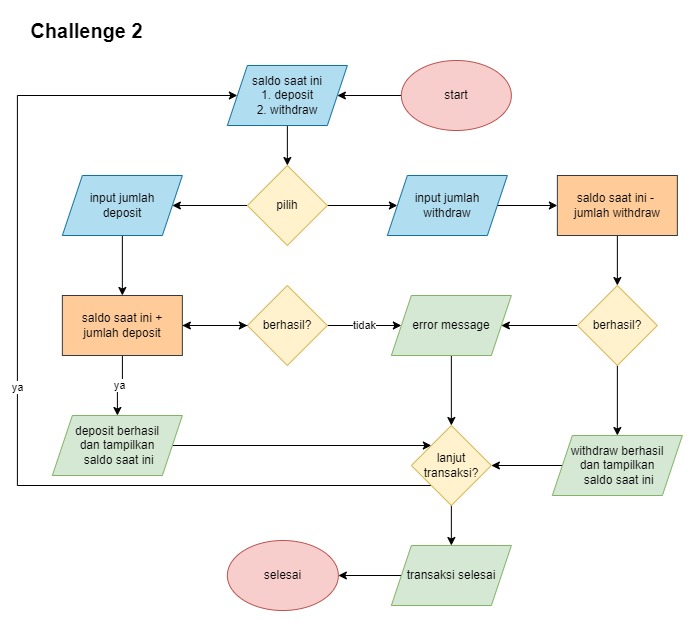 Challenge 2
saldo saat ini
1. deposit
2. withdraw
start
input jumlah
deposit
pilih
input jumlah
withdraw
saldo saat ini -
jumlah withdraw
saldo saat ini +
jumlah deposit
berhasil?
tidak
error message
berhasil?
ya
ya
deposit berhasil
dan tampilkan
saldo saat ini
lanjut
transaksi?
withdraw berhasil
dan tampilkan
saldo saat ini
selesai
transaksi selesai